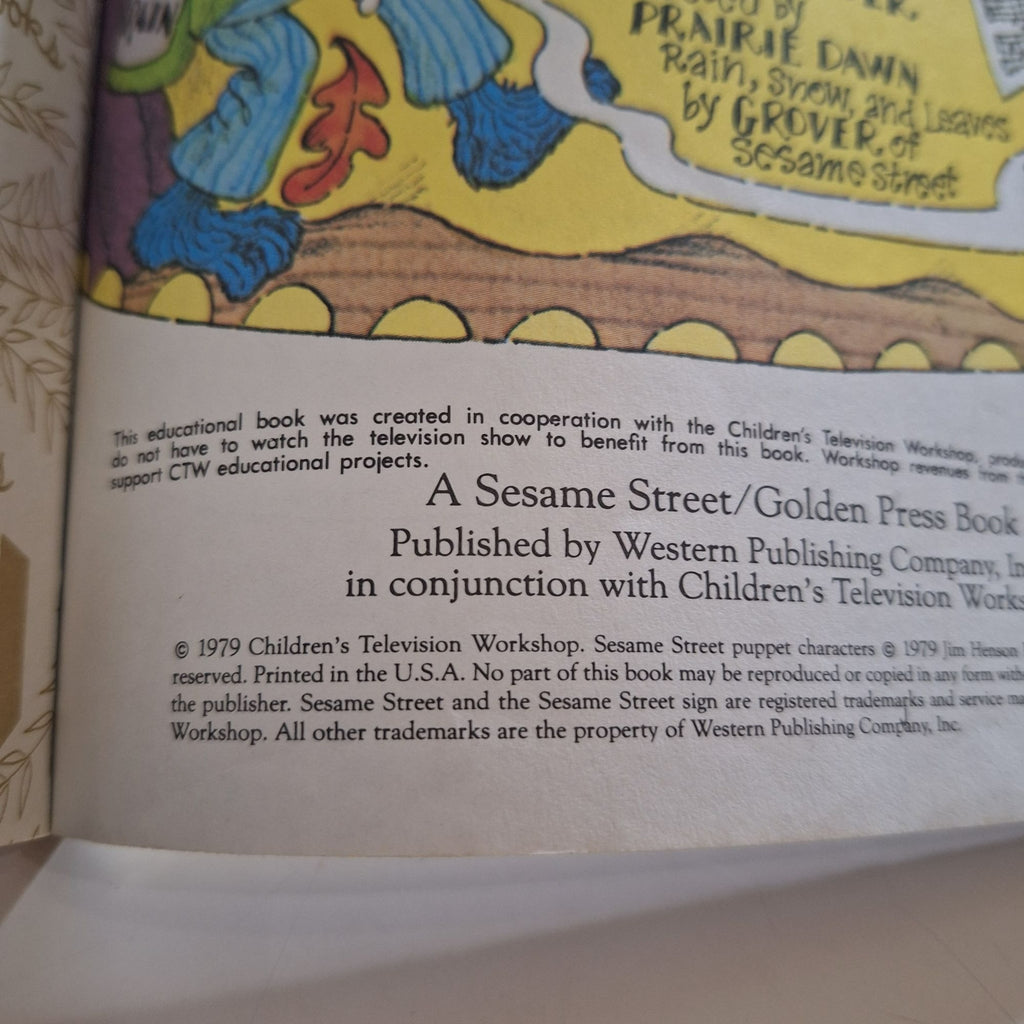 by
PRAIRIE DAWN
Rain, Snow, and Leaves
by GROVER, of
Sesame Street
This educational book was created in cooperation with the Children's Television Workshop,
do not have to watch the television show to benefit from this book. Workshop revenues from
support CTW educational projects.
A Sesame Street/Golden Press Book
Published by Western Publishing Company,
in conjunction with Children's Television
© 1979 Children's Television Workshop. Sesame Street puppet characters © 1979 Jim Henson
reserved. Printed in the U.S.A. No part of this book may be reproduced or copied in any form
the publisher. Sesame Street and the Sesame Street sign are registered trademarks and service
Workshop. All other trademarks are the property of Western Publishing Company, Inc.